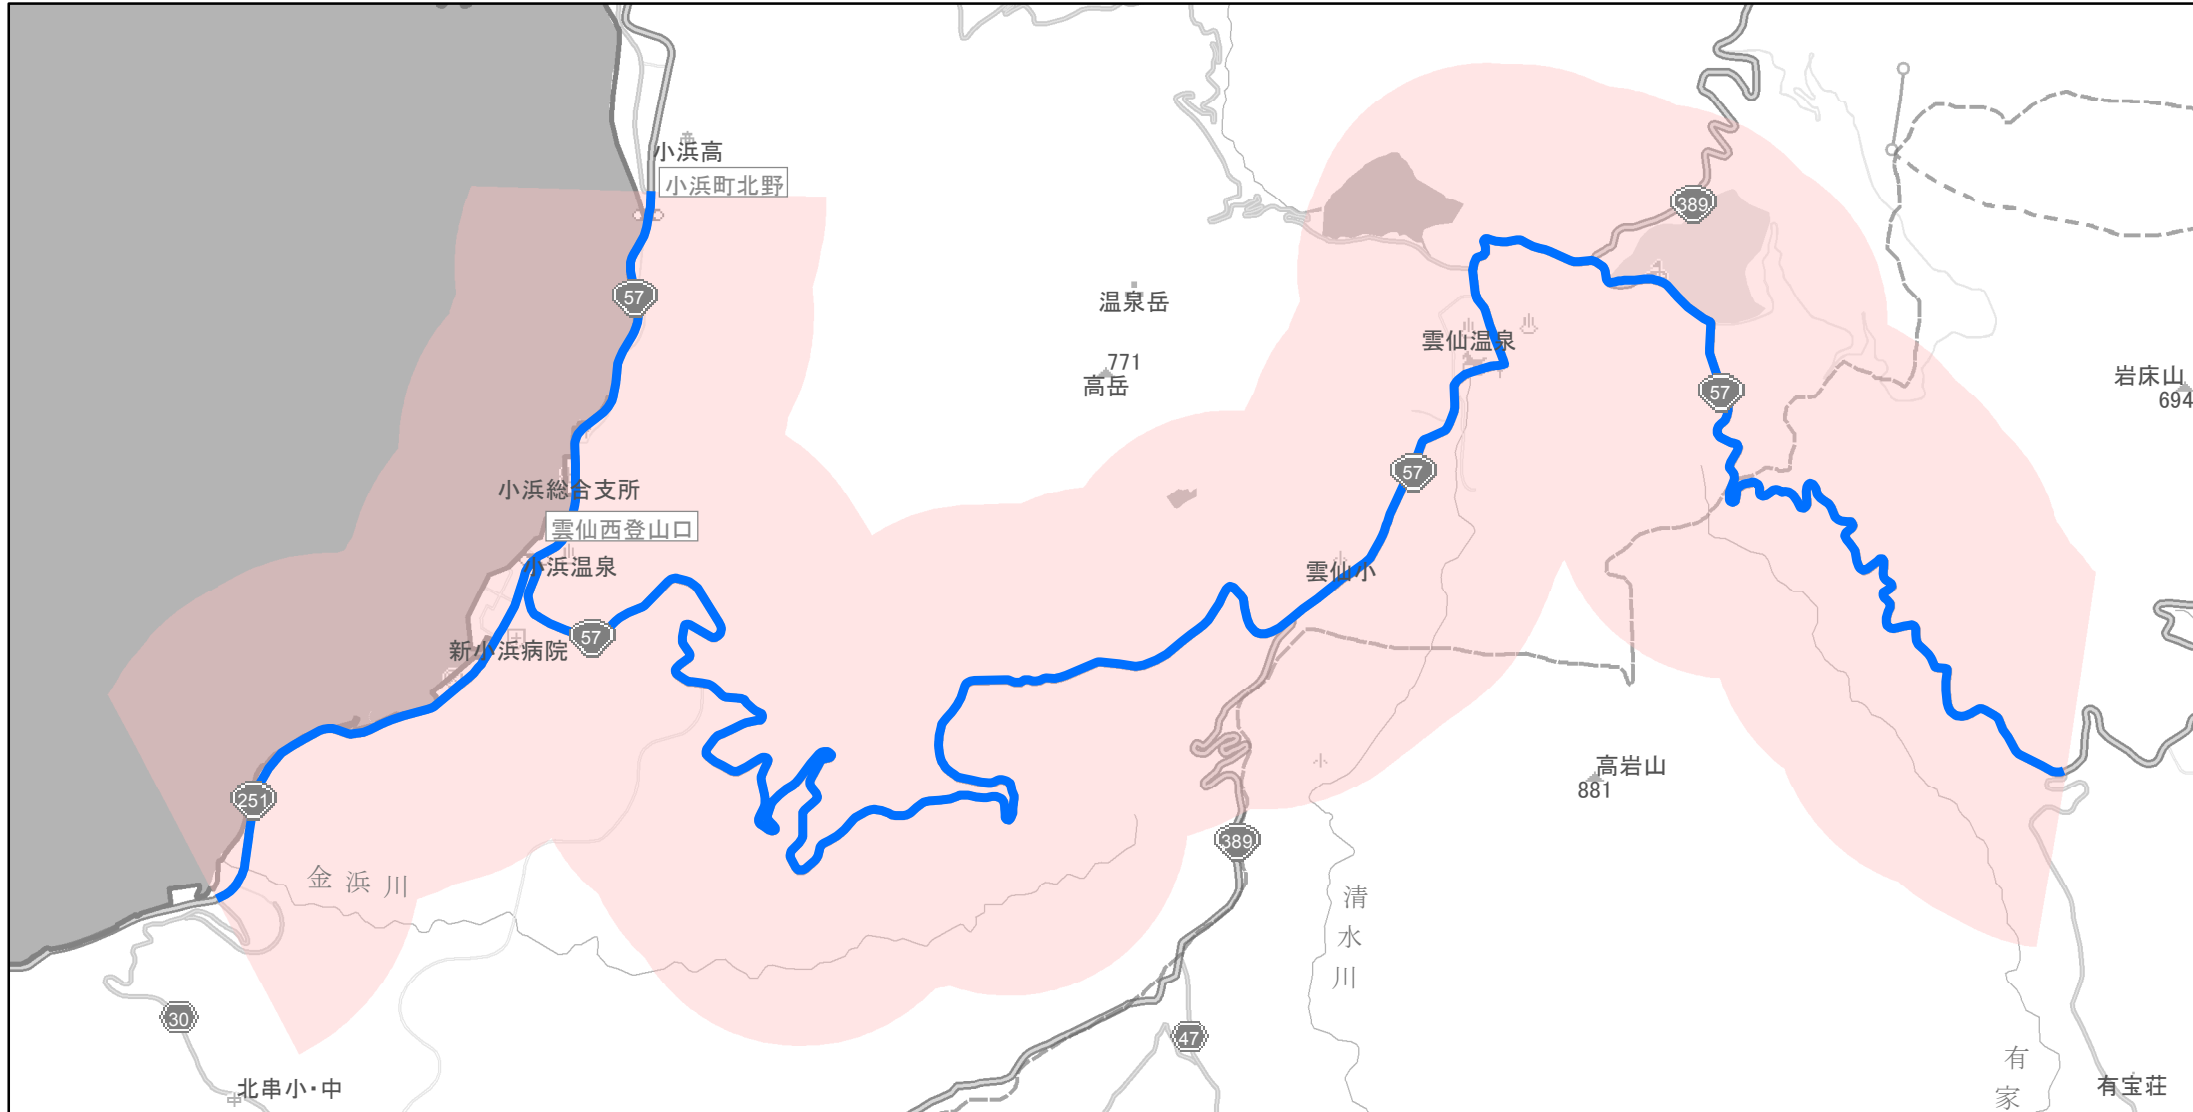 小浜高
小浜町北野
389
57
温泉岳
771
高岳
雲仙温泉
岩床山
694
57
57
小浜総合支所
雲仙西登山口
小浜温泉
雲仙小
57
新小浜病院
高岩山
881
251
389
金浜川
清水川
30
47
北串小・中
有家
有宝荘